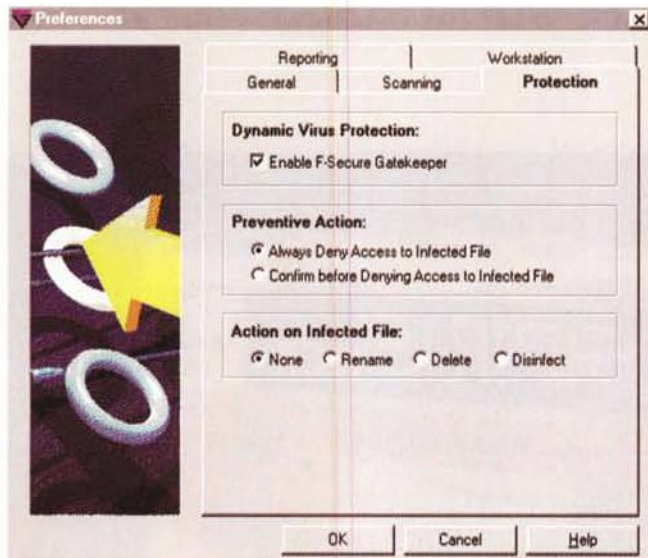 Preferences
Reporting Workstation
General Scanning Protection
Dynamic Virus Protection:
Enable F-Secure Gatekeeper
Preventive Action:
Always Deny Access to Infected File
Confirm before Denying Access to Infected File
Action on Infected File:
None Rename Delete Disinfect
OK Cancel Help